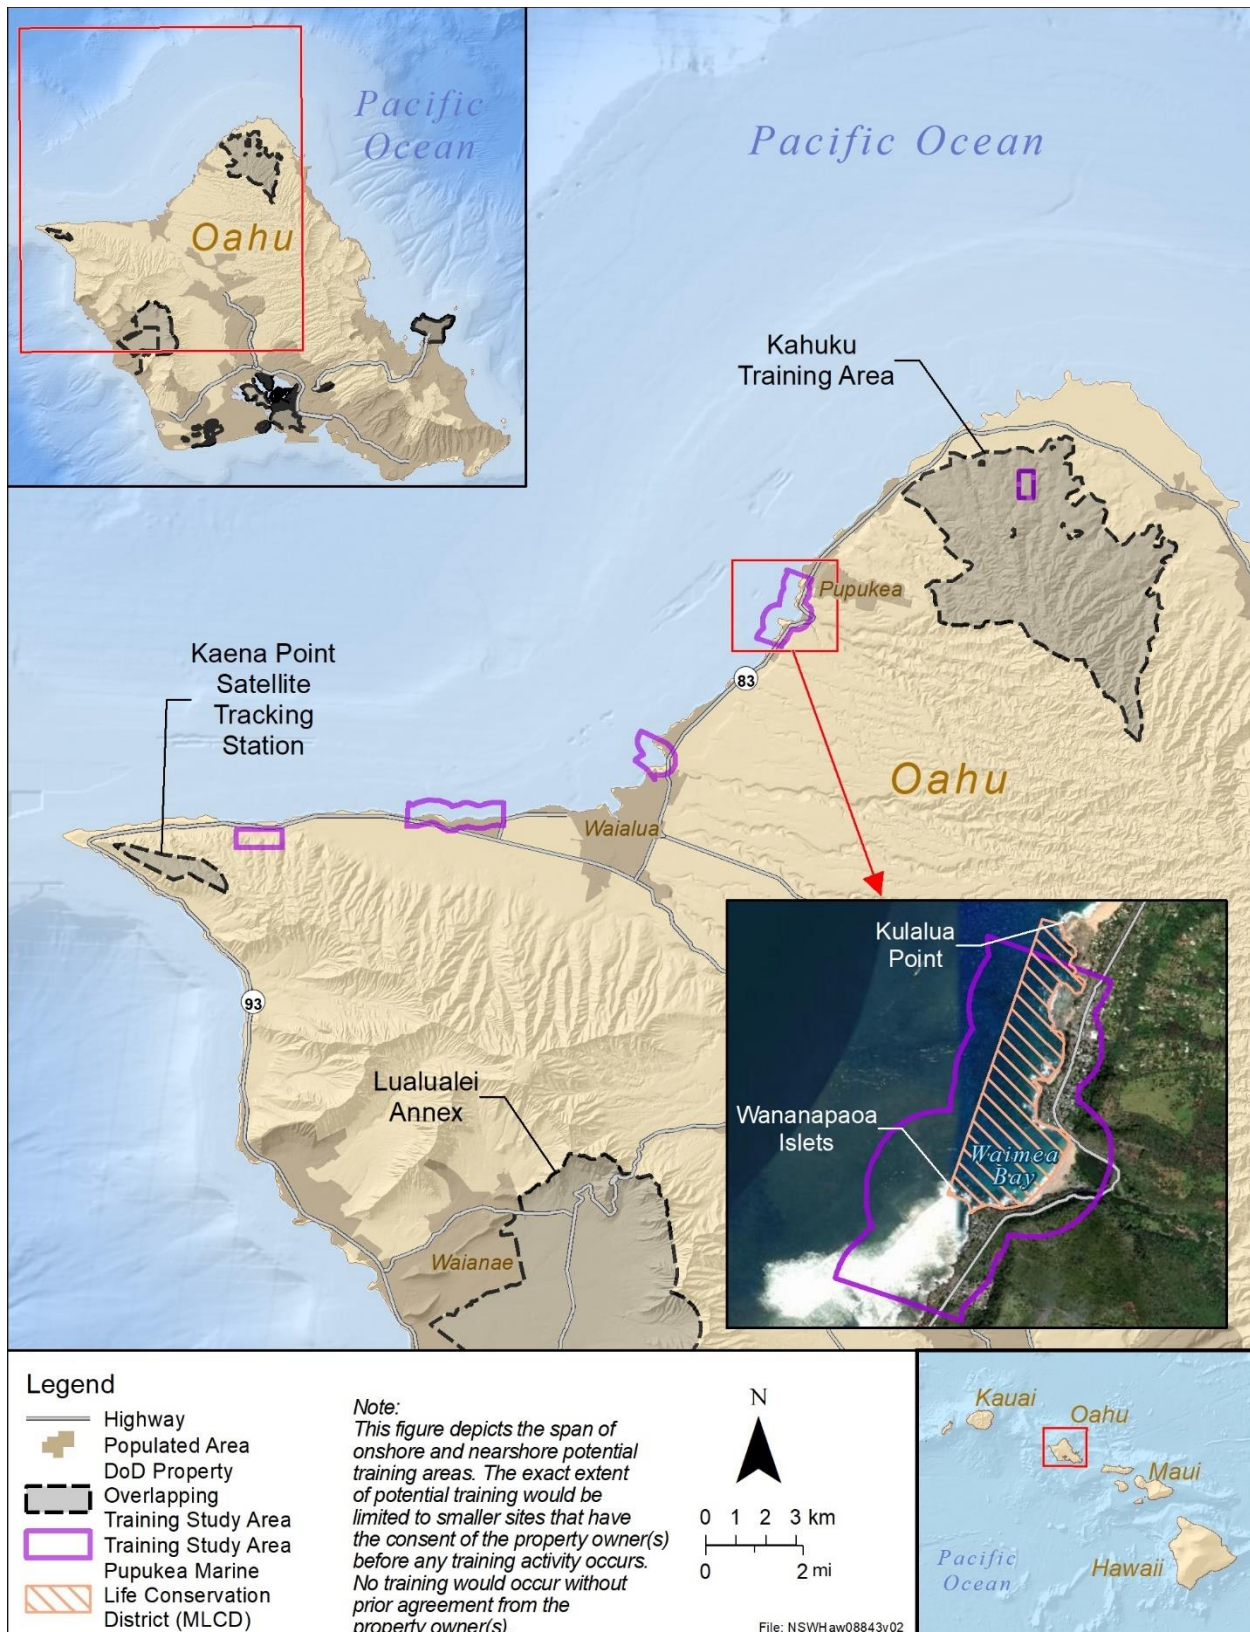 Pacific
Ocean
Oahu
Pacific Ocean
Kahuku
Training Area
Pupukea
Kaena Point
Satellite
Tracking
Station
83
Oahu
Waialua
93
Lualualei
Annex
Waianae
Kulalua
Point
Wananapaoa
Islets
Waimea
Bay
Legend
Highway
Populated Area
DoD Property
Overlapping
Training Study Area
Training Study Area
Pupukea Marine
Life Conservation
District (MLCD)
Note:
This figure depicts the span of
onshore and nearshore potential
training areas. The exact extent
of potential training would be
limited to smaller sites that have
the consent of the property owner(s)
before any training activity occurs.
No training would occur without
prior agreement from the
property owner(s)
N
0 1 2 3 km
0 2 mi
File: NSWHaw08843v02
Kauai
Oahu
Maui
Hawaii
Pacific
Ocean